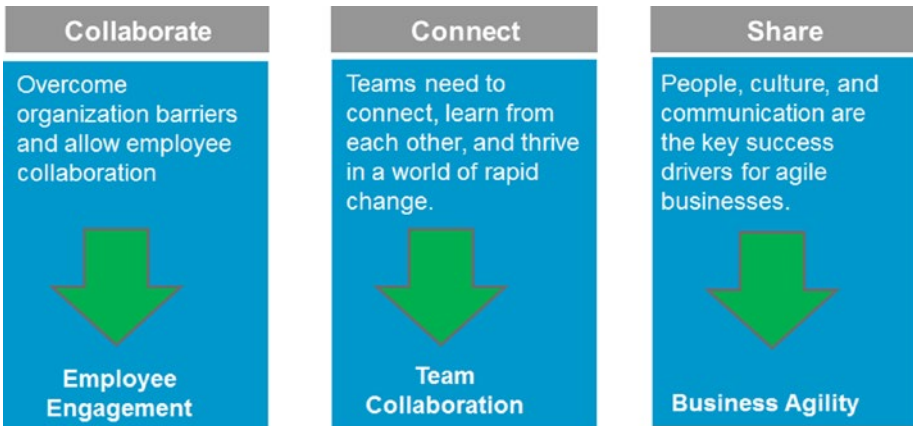 Collaborate
Overcome
organization barriers
and allow employee
collaboration
Employee
Engagement
Connect
Teams need to
connect, learn from
each other, and thrive
in a world of rapid
change.
Team
Collaboration
Share
People, culture, and
communication are
the key success
drivers for agile
businesses.
Business Agility